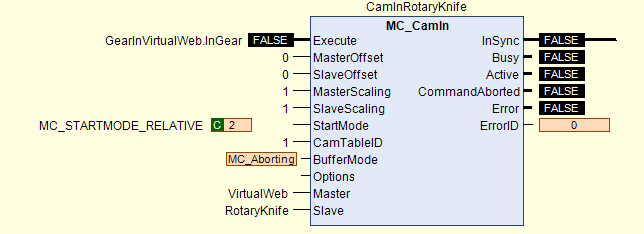 CamInRotaryKnife
MC_CamIn
GearInVirtualWeb.InGear FALSE Execute InSync FALSE
0 MasterOffset Busy FALSE
0 SlaveOffset Active FALSE
1 MasterScaling CommandAborted FALSE
1 SlaveScaling Error FALSE
MC_STARTMODE_RELATIVE C 2 StartMode ErrorID 0
1 CamTableID
MC_Aborting BufferMode
Options
VirtualWeb Master
RotaryKnife Slave